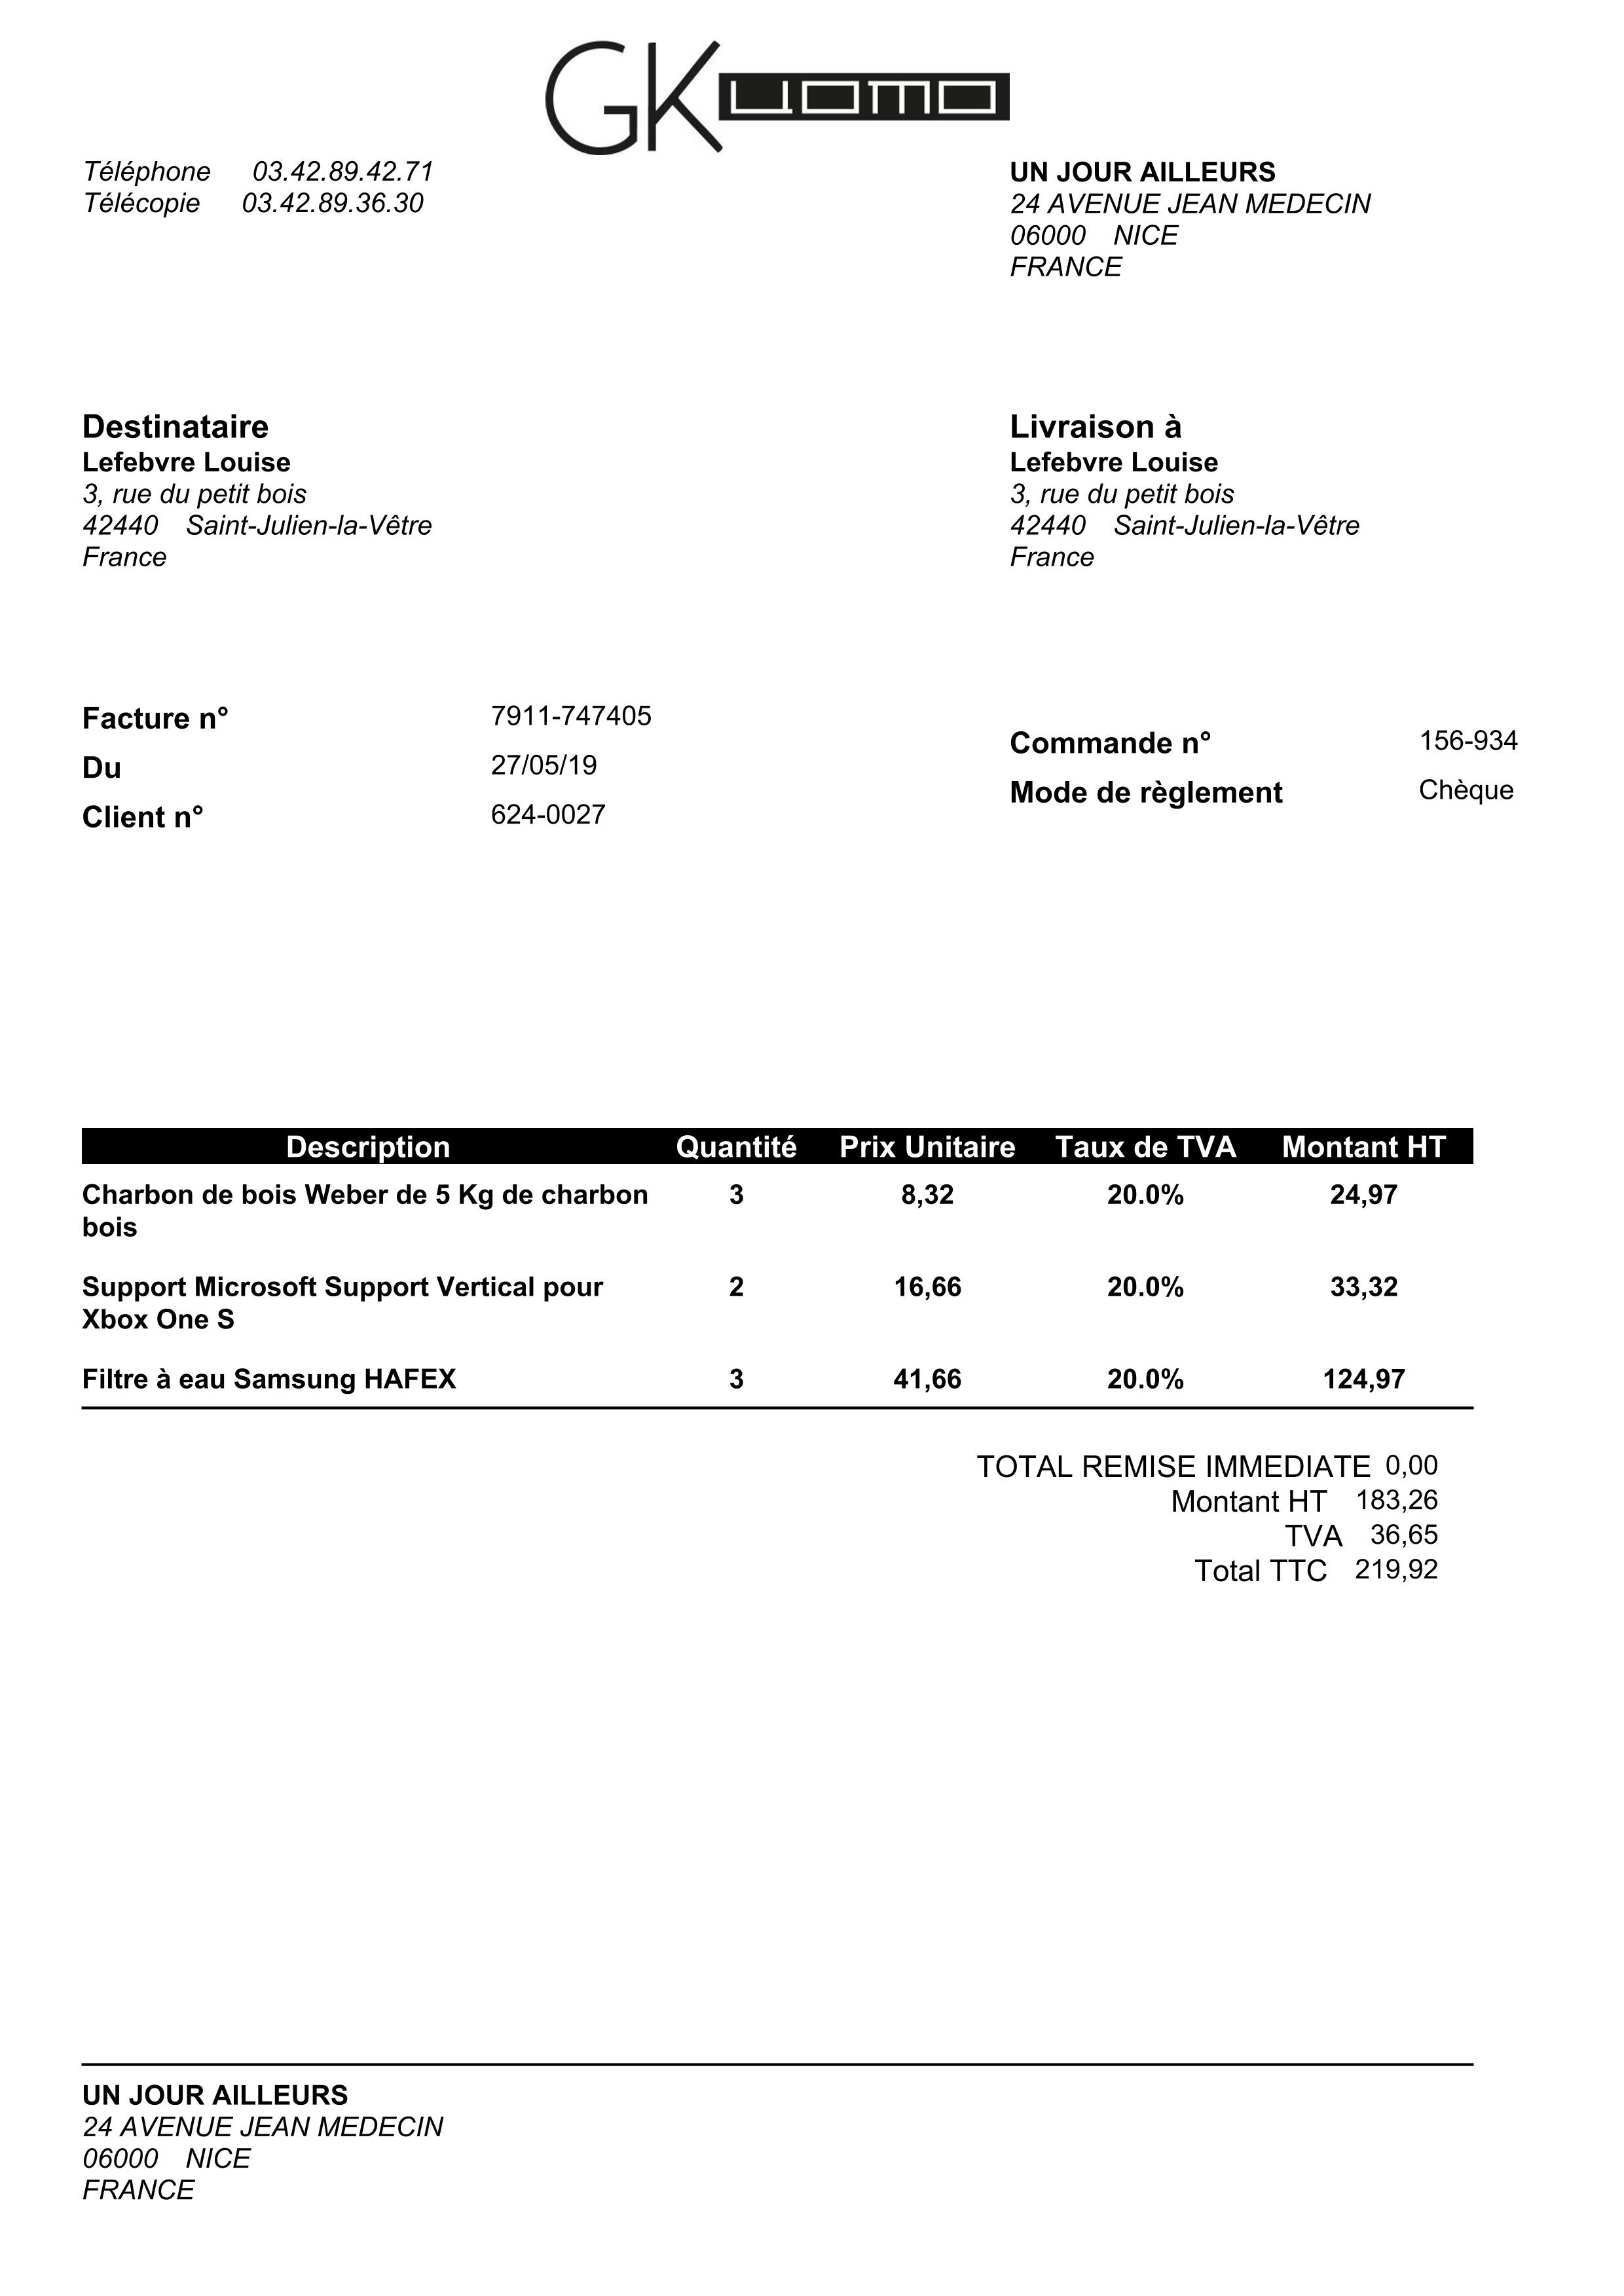 GKUOMO
Téléphone 03.42.89.42.71
Télécopie 03.42.89.36.30
UN JOUR AILLEURS
24 AVENUE JEAN MEDECIN
06000 NICE
FRANCE
Destinataire
Lefebvre Louise
3, rue du petit bois
42440 Saint-Julien-la-Vêtre
France
Livraison à
Lefebvre Louise
3, rue du petit bois
42440 Saint-Julien-la-Vêtre
France
Facture n° 7911-747405
Du 27/05/19
Client n° 624-0027
Commande n° 156-934
Mode de règlement Chèque
Description Quantité Prix Unitaire Taux de TVA Montant HT
Charbon de bois Weber de 5 Kg de charbon 3 8,32 20.0% 24,97
bois
Support Microsoft Support Vertical pour 2 16,66 20.0% 33,32
Xbox One S
Filtre à eau Samsung HAFEX 3 41,66 20.0% 124,97
TOTAL REMISE IMMEDIATE 0,00
Montant HT 183,26
TVA 36,65
Total TTC 219,92
UN JOUR AILLEURS
24 AVENUE JEAN MEDECIN
06000 NICE
FRANCE